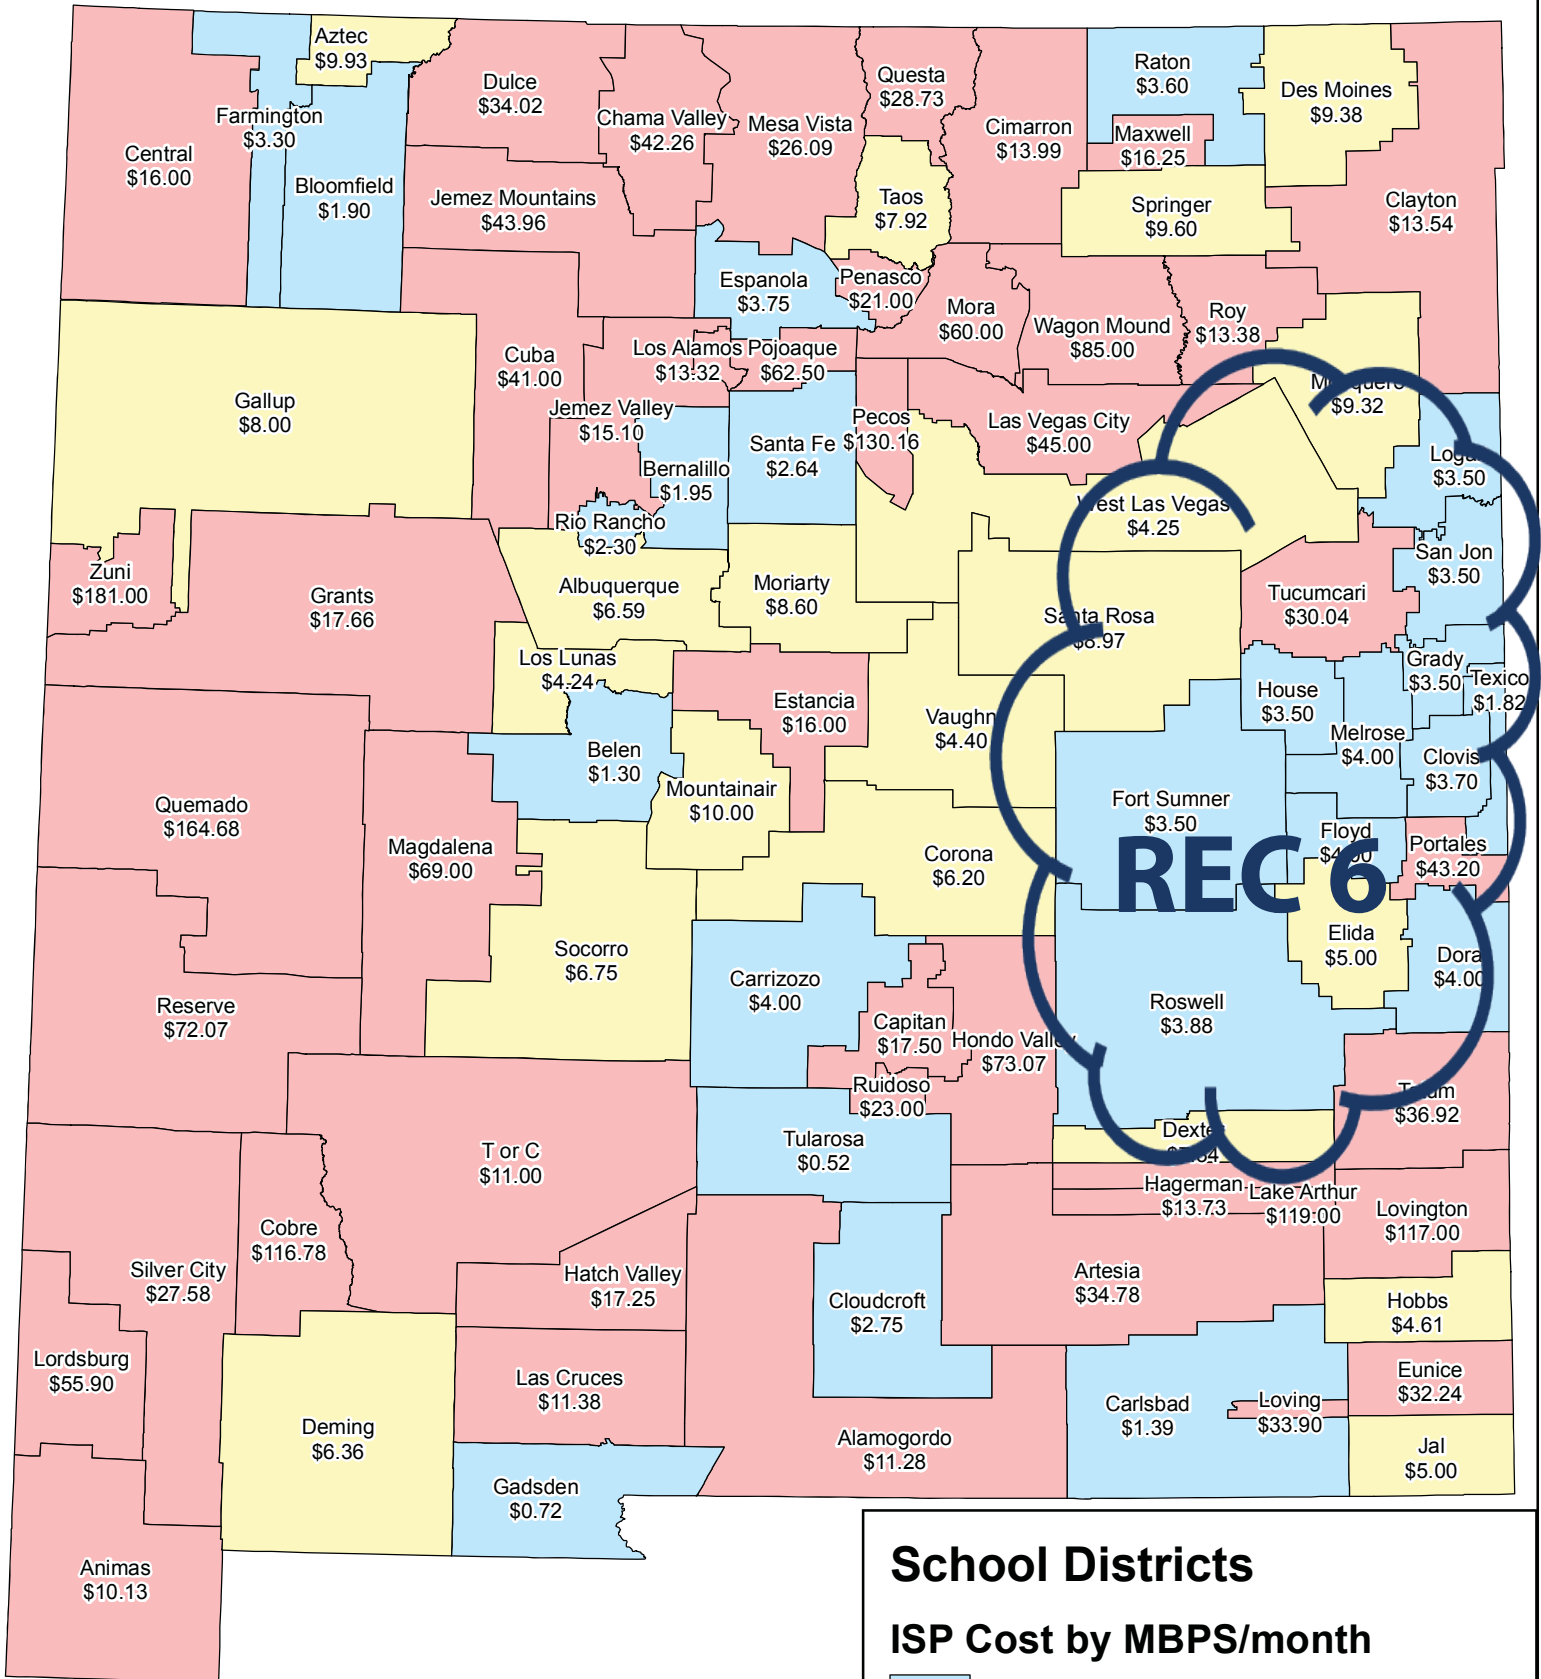 Aztec
$9.93
Farmington
$3.30
Bloomfield
$1.90
Central
$16.00
Dulce
$34.02
Chama Valley
$42.26
Mesa Vista
$26.09
Questa
$28.73
Cimarron
$13.99
Raton
$3.60
Maxwell
$16.25
Des Moines
$9.38
Jemez Mountains
$43.96
Taos
$7.92
Springer
$9.60
Clayton
$13.54
Espanola
$3.75
Penasco
$21.00
Mora
$60.00
Wagon Mound
$85.00
Roy
$13.38
Cuba
$41.00
Los Alamos
$13.32
Pojoaque
$62.50
Gallup
$8.00
Jemez Valley
$15.10
Bernalillo
$1.95
Santa Fe
$2.64
Pecos
$130.16
Las Vegas City
$45.00
$9.32
$3.50
Rio Rancho
$2.30
West Las Vegas
$4.25
San Jon
$3.50
Zuni
$181.00
Grants
$17.66
Albuquerque
$6.59
Moriarty
$8.60
Santa Rosa
$8.97
Tucumcari
$30.04
Los Lunas
$4.24
Estancia
$16.00
Vaughn
$4.40
House
$3.50
Grady
$3.50
Texico
$1.82
Melrose
$4.00
Clovis
$3.70
Belen
$1.30
Mountainair
$10.00
Quemado
$164.68
Magdalena
$69.00
Corona
$6.20
Fort Sumner
$3.50
Floyd
Portales
$43.20
REC 6
Socorro
$6.75
Carrizozo
$4.00
Elida
$5.00
Dora
$4.00
Reserve
$72.07
Capitan
$17.50
Hondo Valley
$73.07
Roswell
$3.88
Ruidoso
$23.00
$36.92
T or C
$11.00
Tularosa
$0.52
Dexter
Hagerman
$13.73
Lake Arthur
$119.00
Lovington
$117.00
Cobre
$116.78
Silver City
$27.58
Hatch Valley
$17.25
Artesia
$34.78
Cloudcroft
$2.75
Hobbs
$4.61
Lordsburg
$55.90
Las Cruces
$11.38
Eunice
$32.24
Deming
$6.36
Carlsbad
$1.39
Loving
$33.90
Alamogordo
$11.28
Jal
$5.00
Gadsden
$0.72
Animas
$10.13
School Districts
ISP Cost by MBPS/month